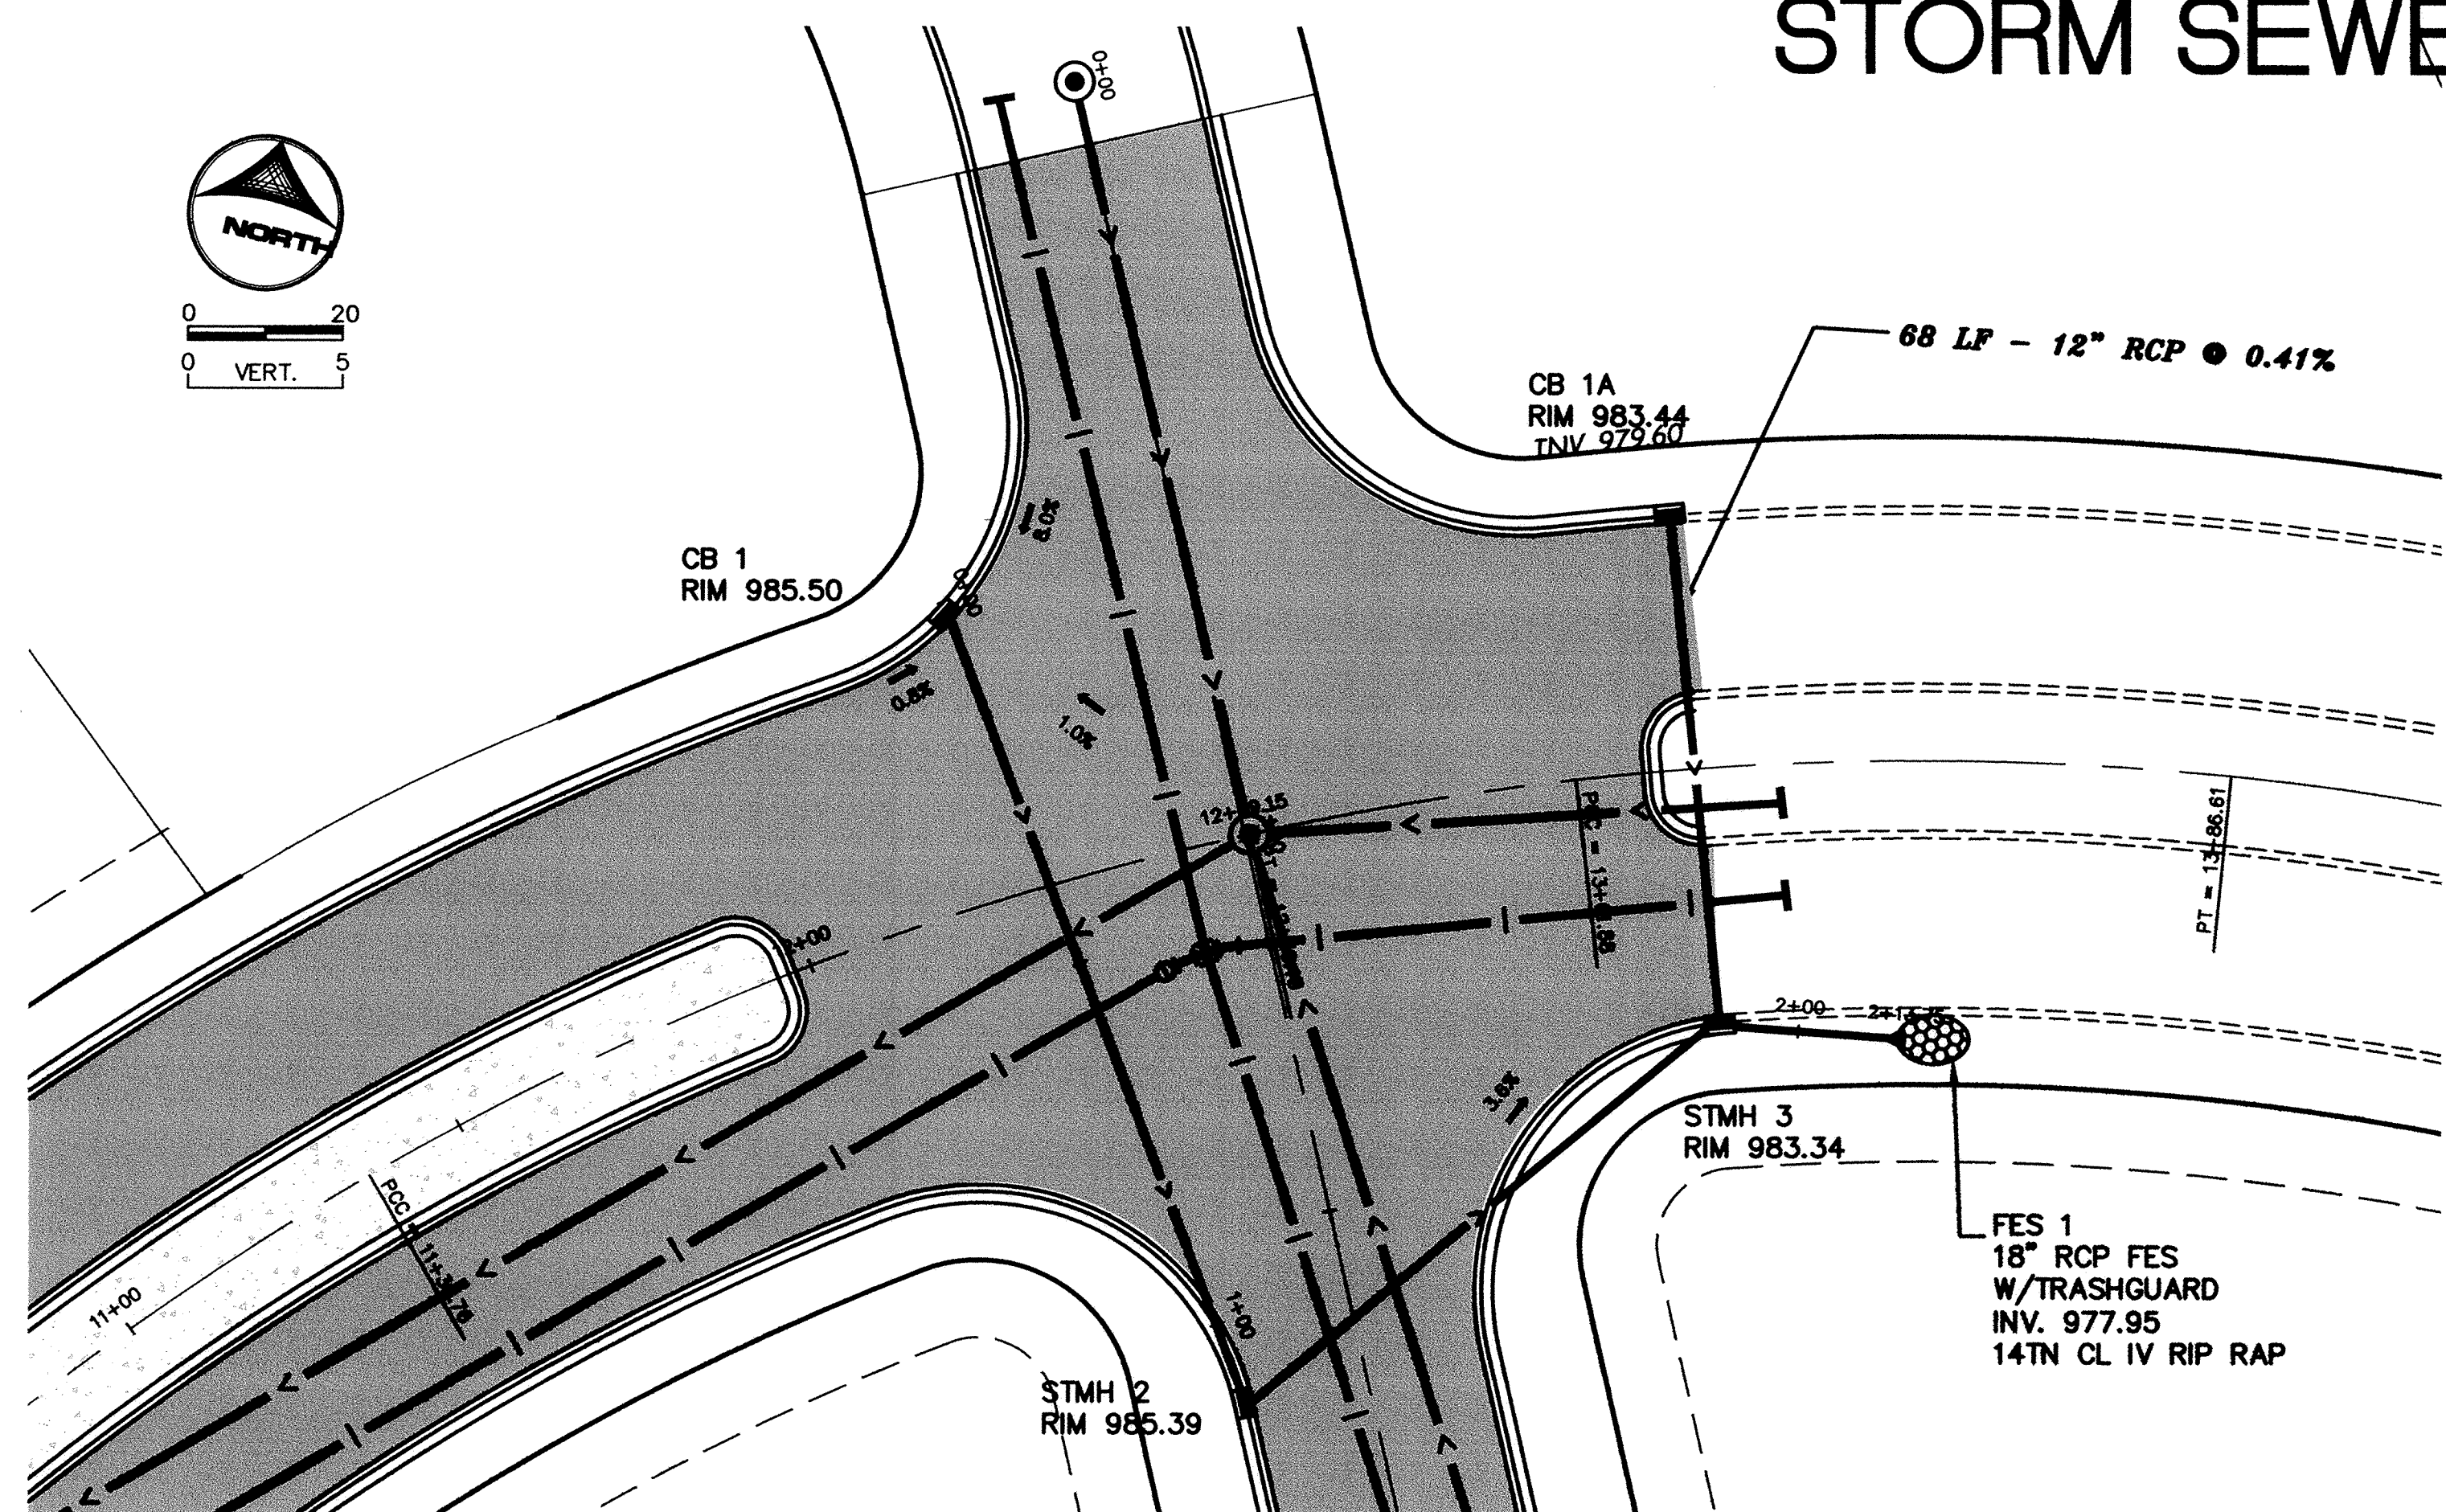 STORM SEWE
0+00
NORTH
0 20
0 5
VERT.
68 LF - 12" RCP @ 0.41%
CB 1A
RIM 983.44
INV 979.60
8.0%
CB 1
RIM 985.50
0.8%
1.0%
PT = 13+86.61
2+00
2+00
3.6%
STMH 3
RIM 983.34
FES 1
18" RCP FES
W/TRASHGUARD
INV. 977.95
14TN CL IV RIP RAP
11+00
1+00
STMH 2
RIM 985.39